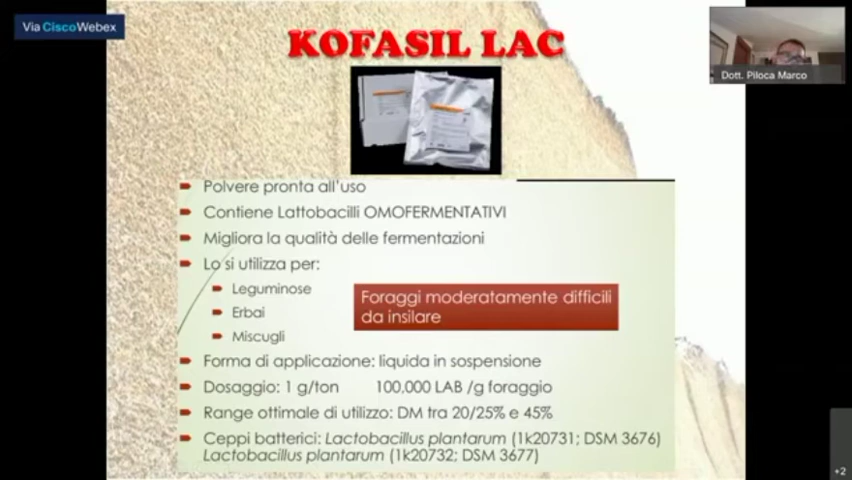 Via Cisco Webex
KOFASIL LAC
Dott. Piloca Marco
Polvere pronta all'uso
Contiene Lattobacilli OMOFERMENTATIVI
Migliora la qualità delle fermentazioni
Lo si utilizza per:
Leguminose
Erbai
Miscugli
Foraggi moderatamente difficili
da insilare
Forma di applicazione: liquida in sospensione
Dosaggio: 1 g/ton 100,000 LAB /g foraggio
Range ottimale di utilizzo: DM tra 20/25% e 45%
Ceppi batterici: Lactobacillus plantarum (1k20731; DSM 3676)
Lactobacillus plantarum (1k20732; DSM 3677)
+2